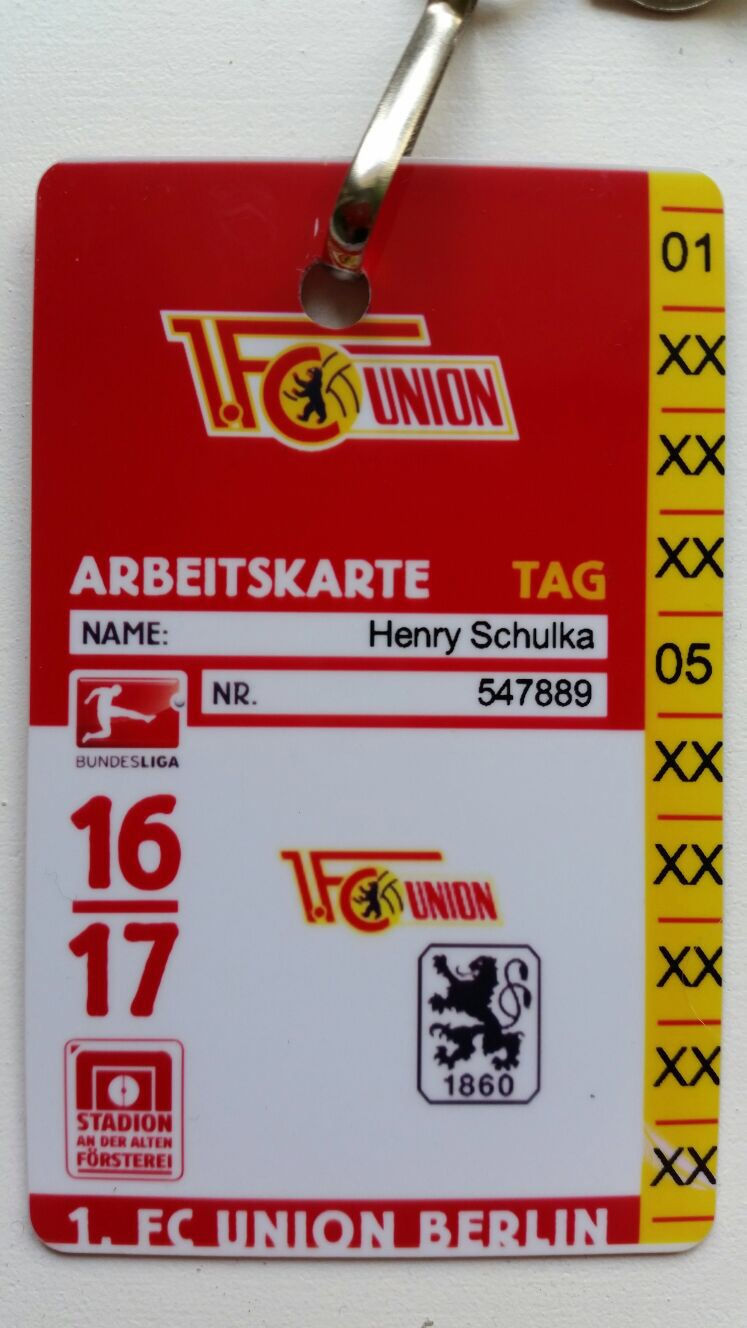 1.FC UNION
ARBEITSKARTE TAG
NAME: Henry Schulka
NR. 547889
BUNDESLIGA
16
17
1.FC UNION
1860
STADION
AN DER ALTEN
FÖRSTEREI
1. FC UNION BERLIN
01
XX
XX
XX
05
XX
XX
XX
XX
XX